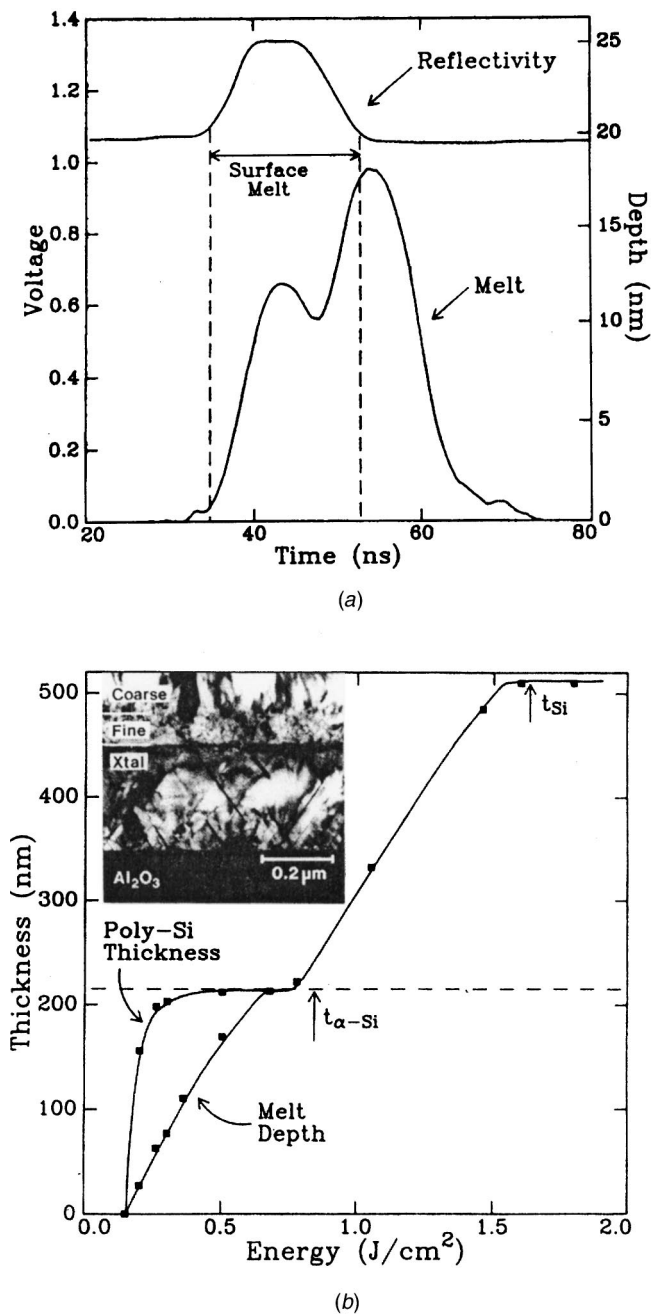 1.4
1.2
1.0
0.8
0.6
0.4
0.2
0.0
Voltage
25
20
15
10
5
0
Depth (nm)
Reflectivity
Surface
Melt
Melt
20 40 60 80
Time (ns)
(a)
500
400
300
200
100
0
Thickness (nm)
Coarse
Fine
Xtal
Al₂O₃
0.2 μm
t_Si
Poly-Si
Thickness
t_α-Si
Melt
Depth
0.0 0.5 1.0 1.5 2.0
Energy (J/cm²)
(b)